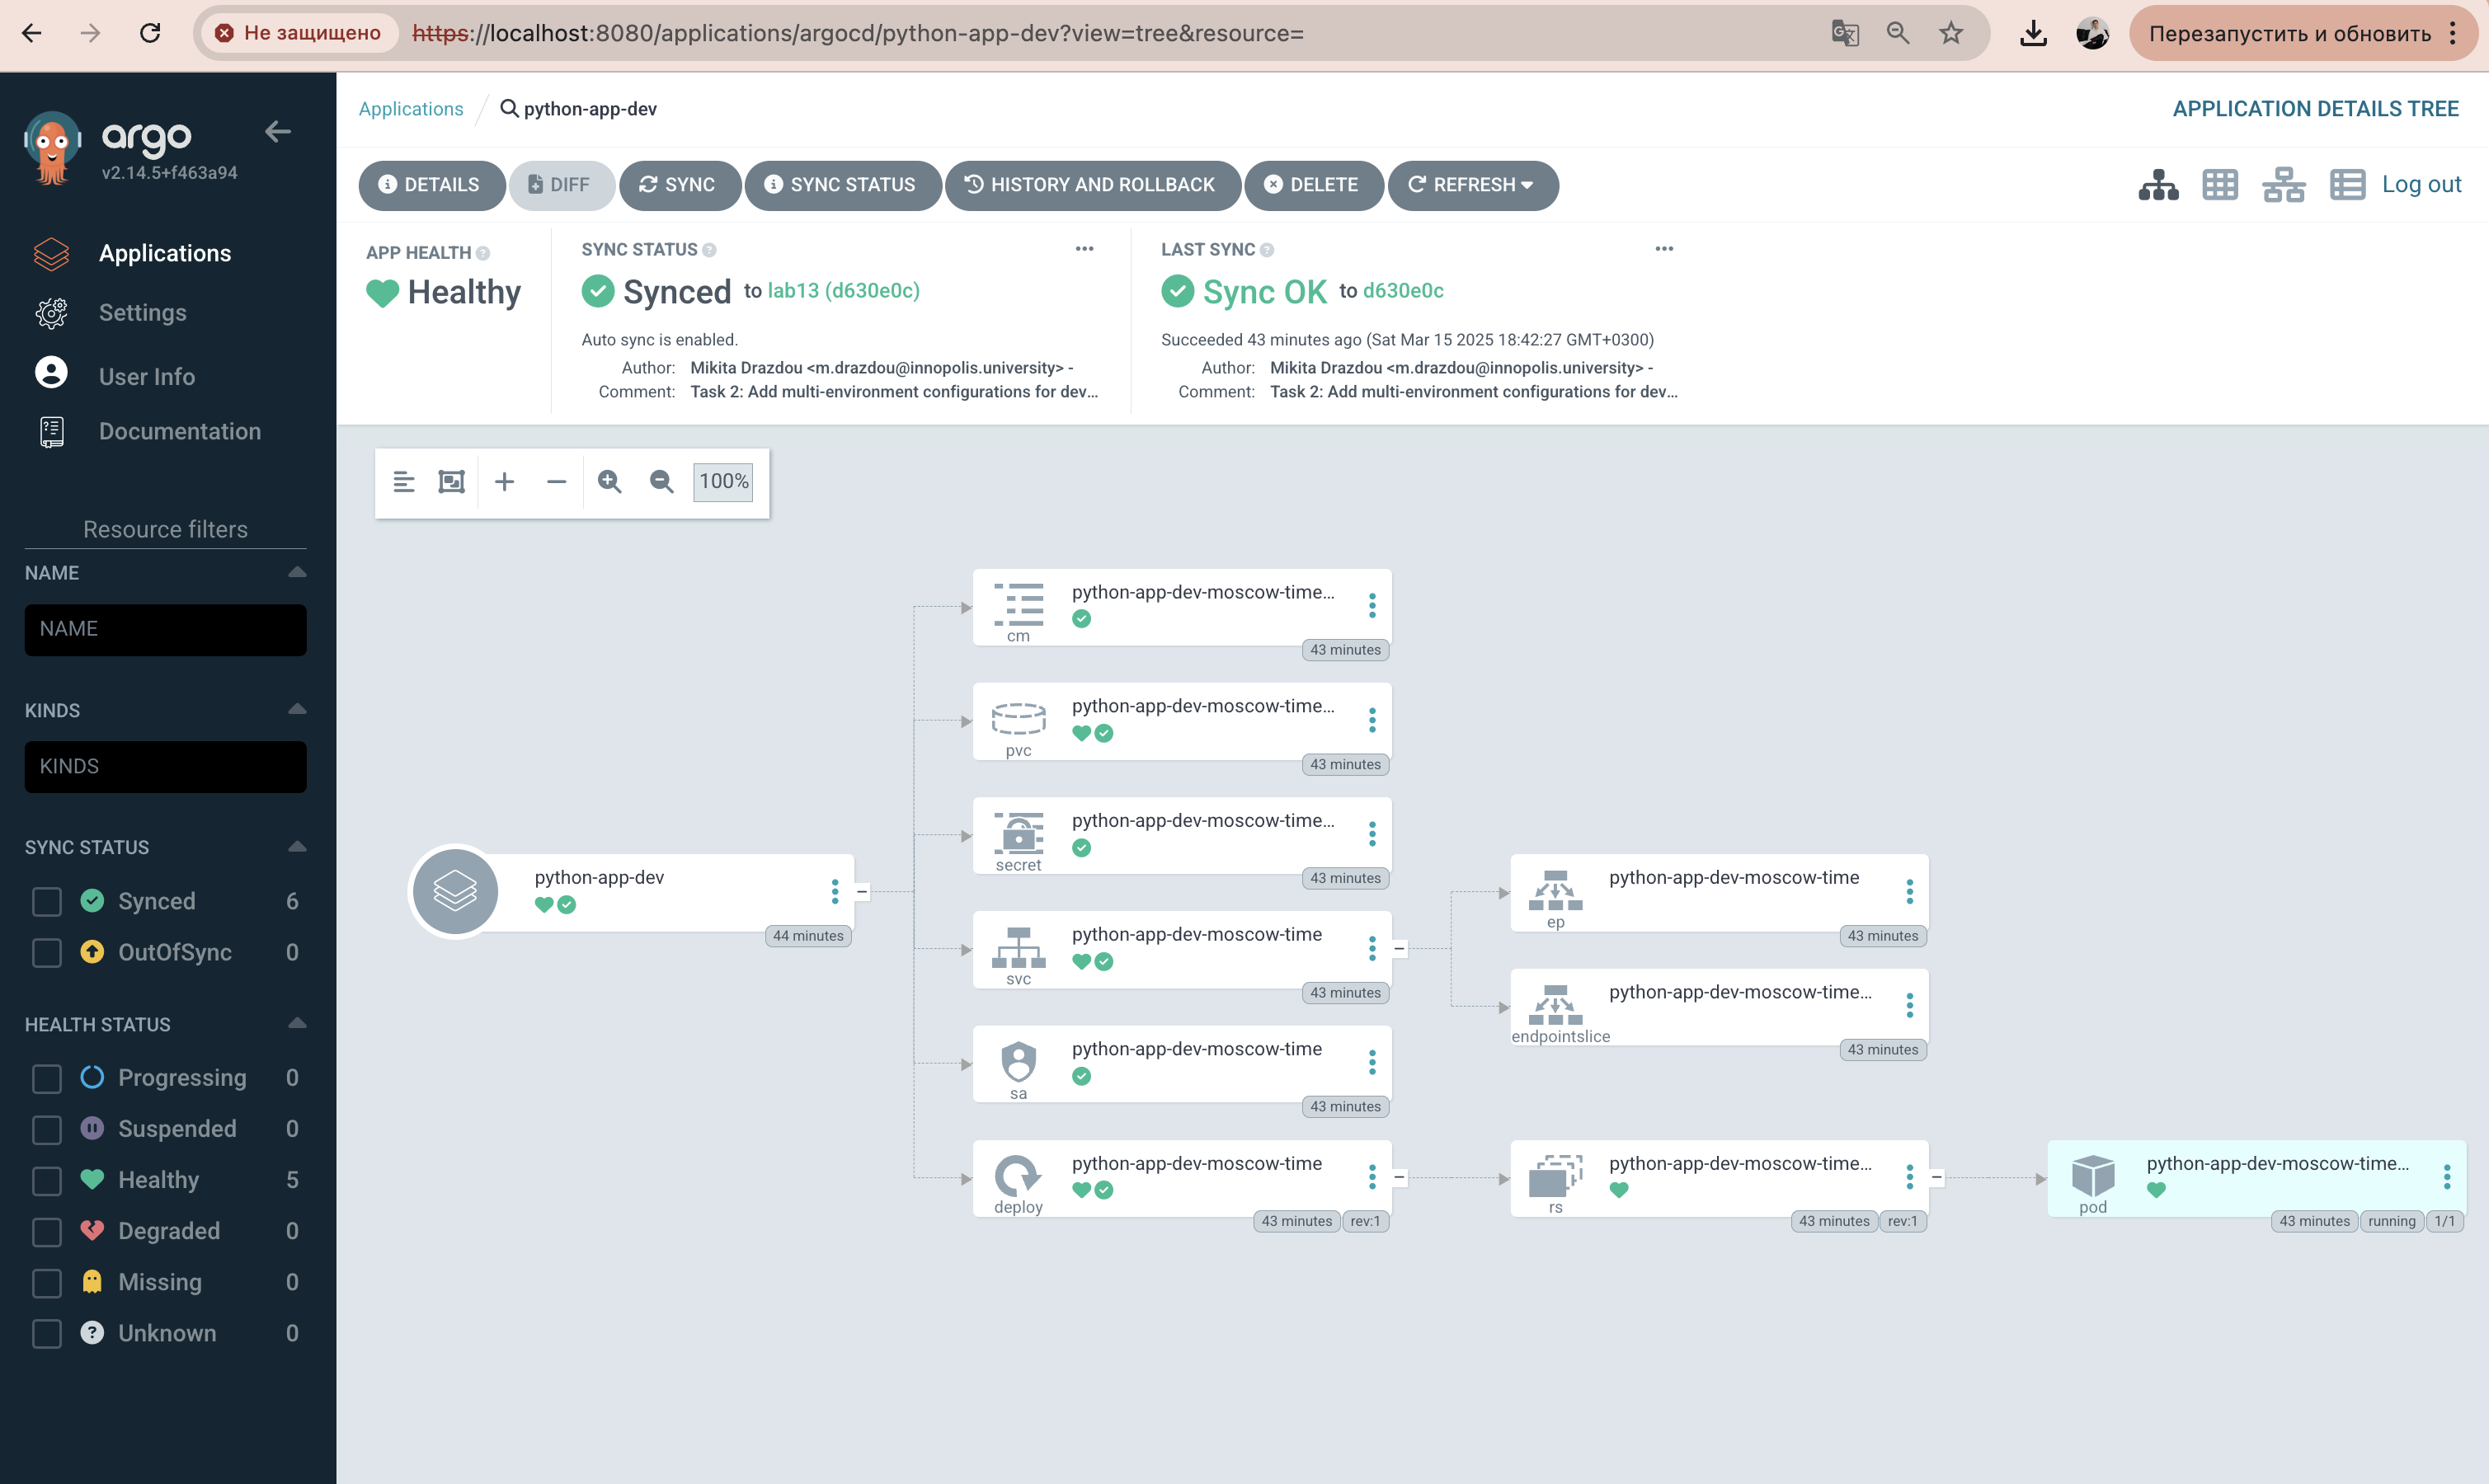 Не защищено
https://localhost:8080/applications/argocd/python-app-dev?view=tree&resource=
Перезапустить и обновить
argo
v2.14.5+f463a94
Applications
Settings
User Info
Documentation
Resource filters
NAME
NAME
KINDS
KINDS
SYNC STATUS
Synced 6
OutOfSync 0
HEALTH STATUS
Progressing 0
Suspended 0
Healthy 5
Degraded 0
Missing 0
Unknown 0
Applications / python-app-dev
APPLICATION DETAILS TREE
DETAILS DIFF SYNC SYNC STATUS HISTORY AND ROLLBACK DELETE REFRESH
Log out
APP HEALTH
Healthy
SYNC STATUS
Synced to lab13 (d630e0c)
Auto sync is enabled.
Author: Mikita Drazdou <m.drazdou@innopolis.university> -
Comment: Task 2: Add multi-environment configurations for dev...
LAST SYNC
Sync OK to d630e0c
Succeeded 43 minutes ago (Sat Mar 15 2025 18:42:27 GMT+0300)
Author: Mikita Drazdou <m.drazdou@innopolis.university> -
Comment: Task 2: Add multi-environment configurations for dev...
100%
python-app-dev
44 minutes
python-app-dev-moscow-time...
cm
43 minutes
python-app-dev-moscow-time...
pvc
43 minutes
python-app-dev-moscow-time...
secret
43 minutes
python-app-dev-moscow-time
svc
43 minutes
python-app-dev-moscow-time
sa
43 minutes
python-app-dev-moscow-time
deploy
43 minutes rev:1
python-app-dev-moscow-time
ep
43 minutes
python-app-dev-moscow-time...
endpointslice
43 minutes
python-app-dev-moscow-time...
rs
43 minutes rev:1
python-app-dev-moscow-time...
pod
43 minutes running 1/1